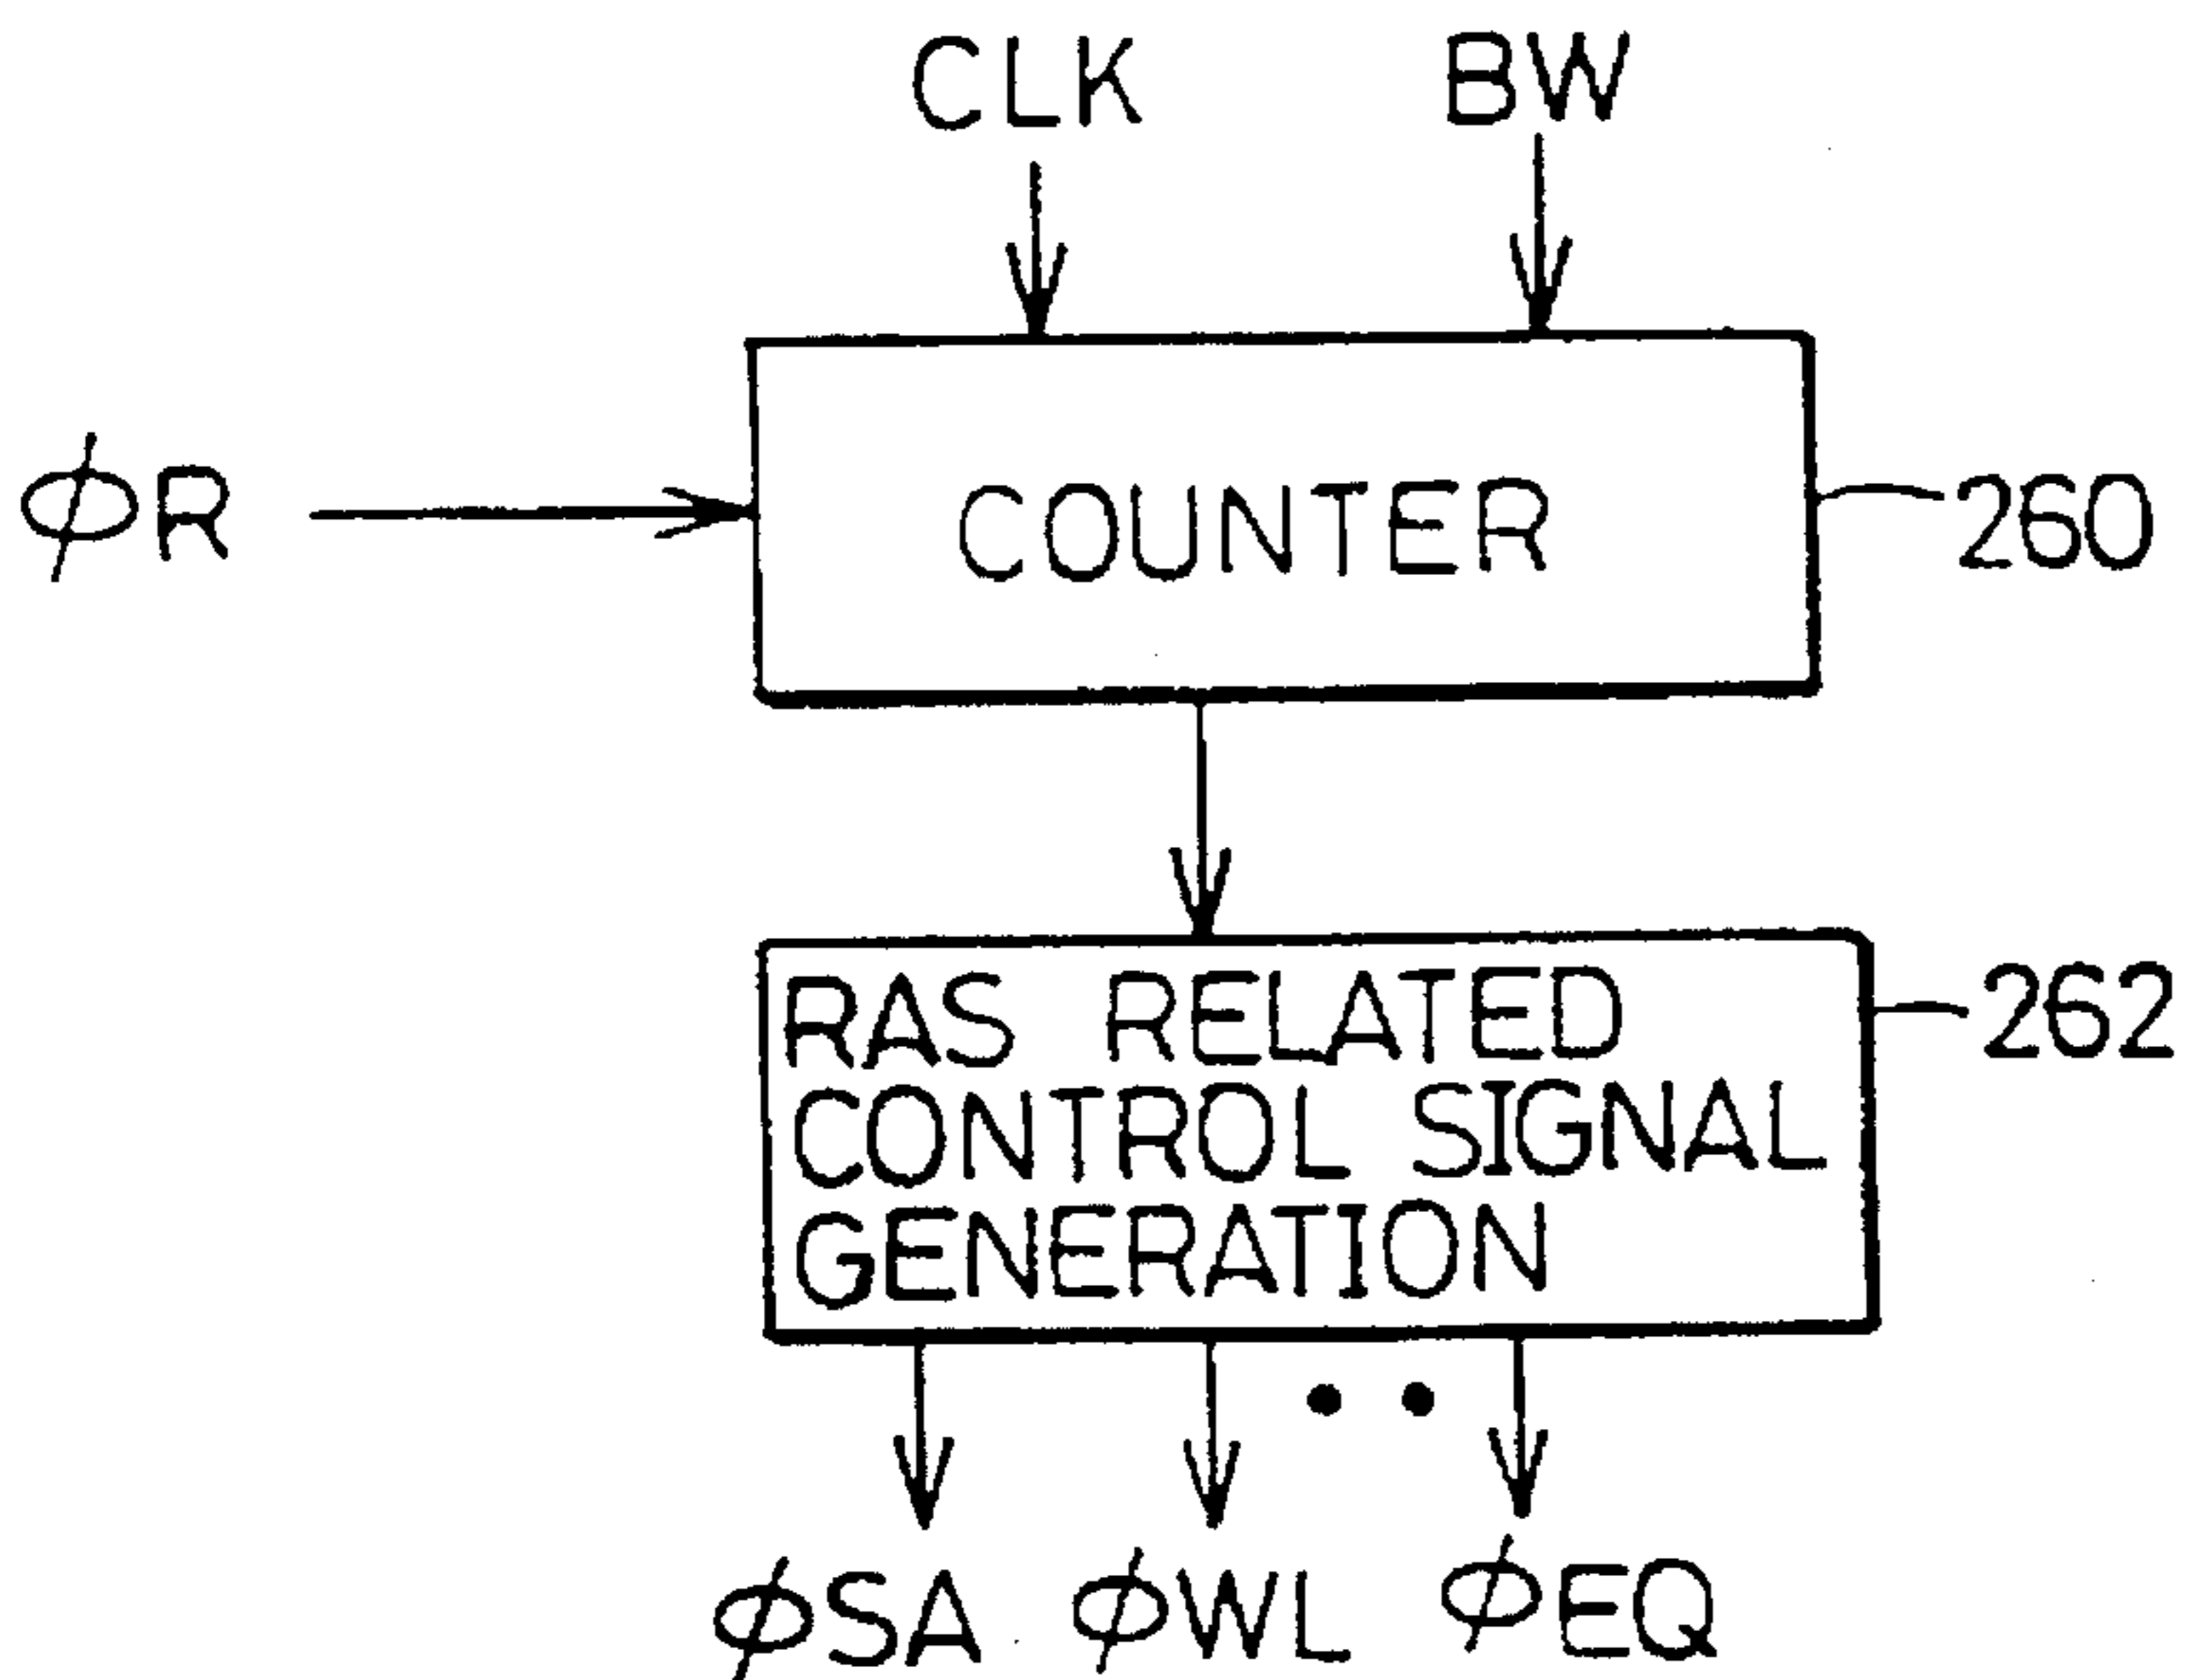 CLK BW
φR
COUNTER
260
RAS RELATED
CONTROL SIGNAL
GENERATION
262
φSA φWL φEQ